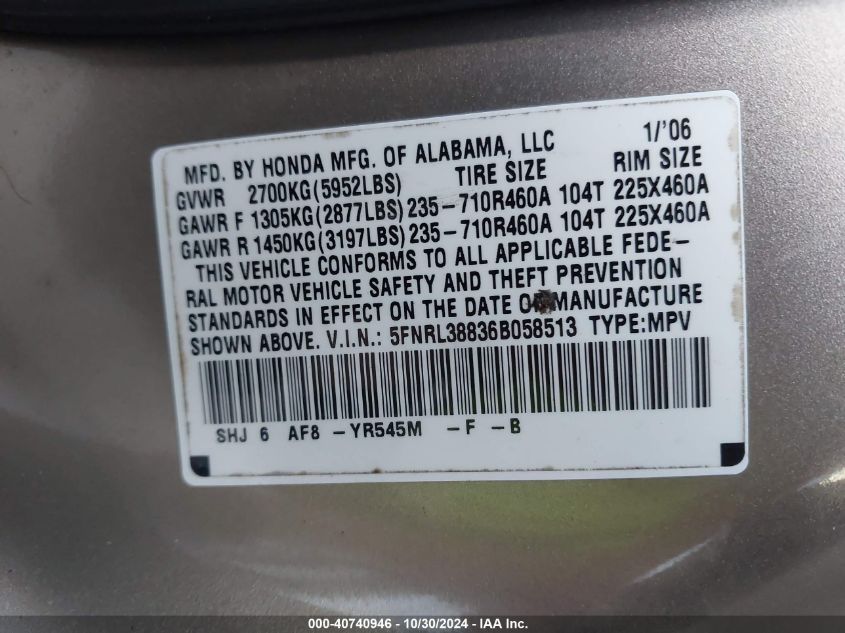 MFD. BY HONDA MFG. OF ALABAMA, LLC 1/'06
GVWR 2700KG(5952LBS) TIRE SIZE RIM SIZE
GAWR F 1305KG(2877LBS)235-710R460A 104T 225X460A
GAWR R 1450KG(3197LBS)235-710R460A 104T 225X460A
THIS VEHICLE CONFORMS TO ALL APPLICABLE FEDE-
RAL MOTOR VEHICLE SAFETY AND THEFT PREVENTION
STANDARDS IN EFFECT ON THE DATE OF MANUFACTURE
SHOWN ABOVE. V.I.N.: 5FNRL38836B058513 TYPE:MPV
SHJ 6 AF8 -YR545M -F -B
000-40740946 - 10/30/2024 - IAA Inc.